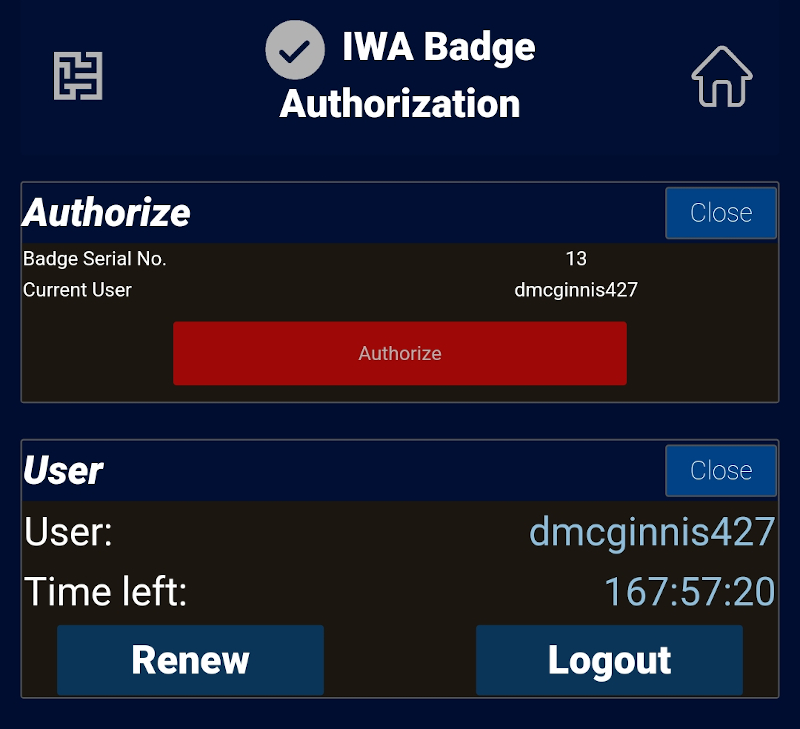 IWA Badge
Authorization
Authorize Close
Badge Serial No. 13
Current User dmcginnis427
Authorize
User Close
User: dmcginnis427
Time left: 167:57:20
Renew Logout